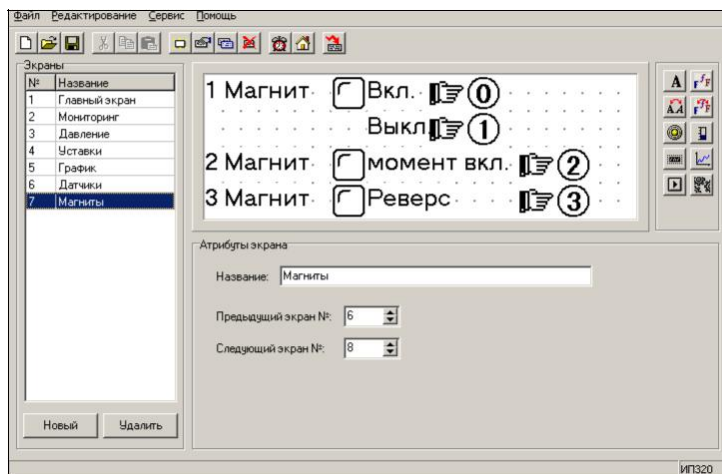 Файл Редактирование Сервис Помощь
Экраны
№ Название
1 Главный экран
2 Мониторинг
3 Давление
4 Уставки
5 График
6 Датчики
7 Магниты
Новый Удалить
1 Магнит Вкл. 0
Выкл 1
2 Магнит момент вкл. 2
3 Магнит Реверс 3
Атрибуты экрана
Название: Магниты
Предыдущий экран №: 6
Следующий экран №: 8
ИП320